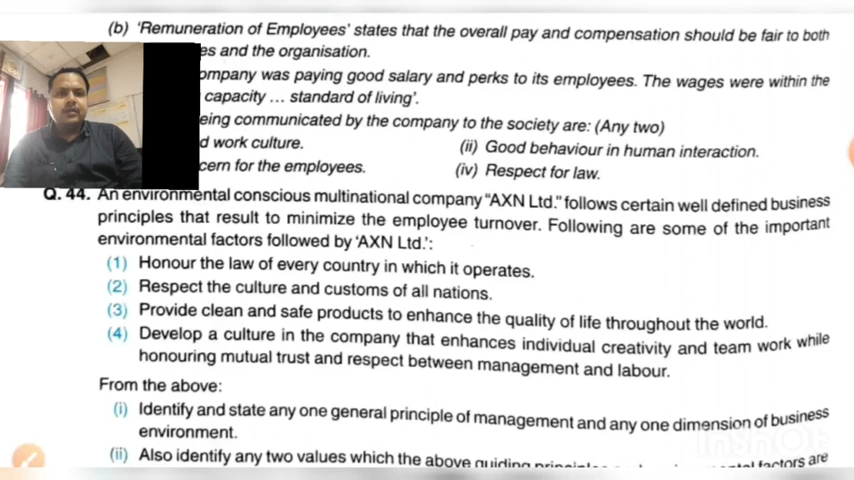 (b) 'Remuneration of Employees' states that the overall pay and compensation should be fair to both
es and the organisation.
ompany was paying good salary and perks to its employees. The wages were within the
capacity ... standard of living'.
eing communicated by the company to the society are: (Any two)
d work culture. (ii) Good behaviour in human interaction.
cern for the employees. (iv) Respect for law.
Q. 44. An environmental conscious multinational company "AXN Ltd." follows certain well defined business
principles that result to minimize the employee turnover. Following are some of the important
environmental factors followed by 'AXN Ltd.':
(1) Honour the law of every country in which it operates.
(2) Respect the culture and customs of all nations.
(3) Provide clean and safe products to enhance the quality of life throughout the world.
(4) Develop a culture in the company that enhances individual creativity and team work while
honouring mutual trust and respect between management and labour.
From the above:
(i) Identify and state any one general principle of management and any one dimension of business
environment.
(ii) Also identify any two values which the above guiding factors are
InShOt